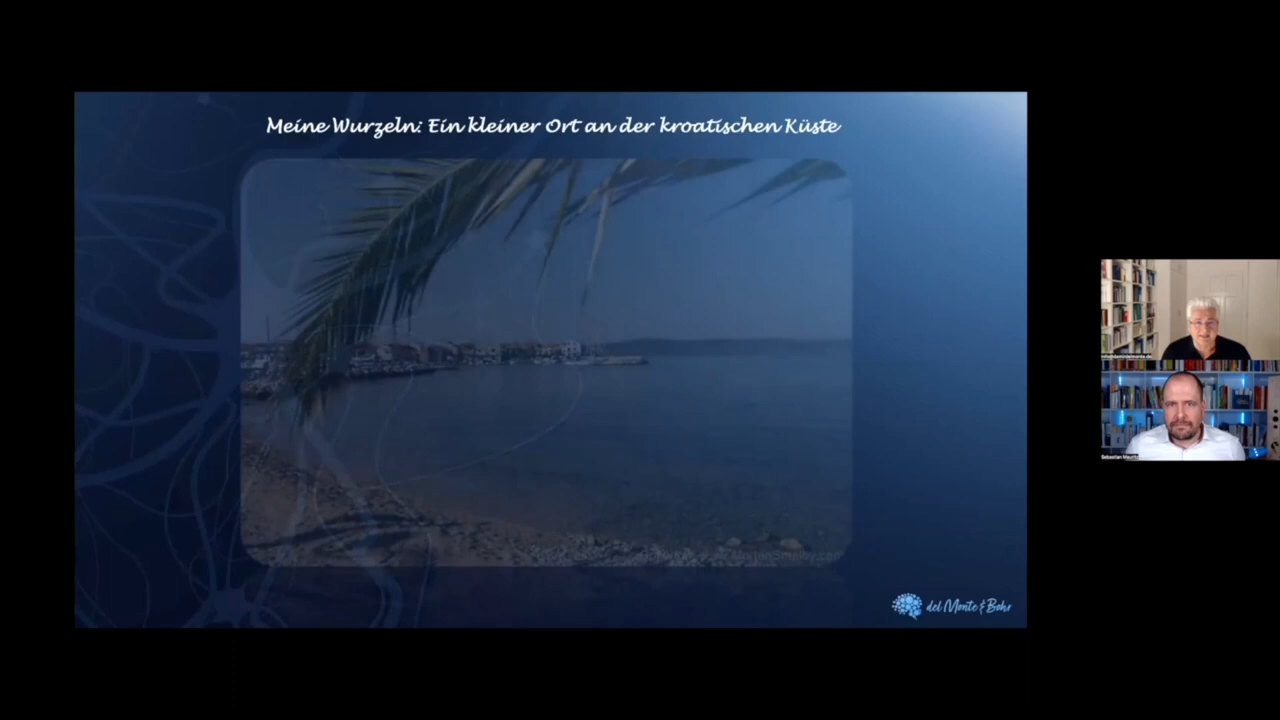 Meine Wurzeln: Ein kleiner Ort an der kroatischen Küste
del Monte & Bohr